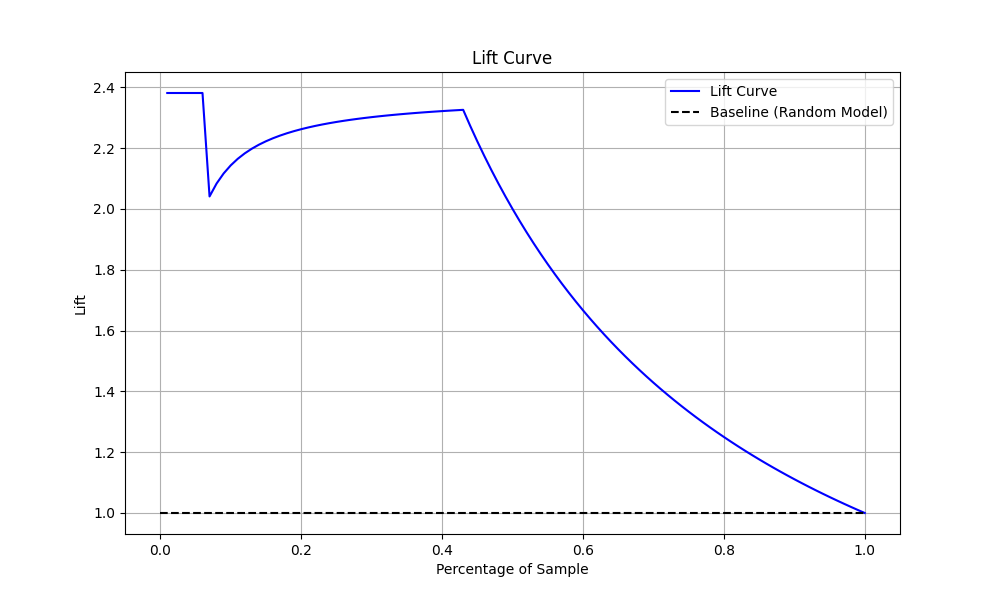 Lift Curve
Lift Curve
Baseline (Random Model)
2.4
2.2
2.0
1.8
1.6
1.4
1.2
1.0
Lift
0.0 0.2 0.4 0.6 0.8 1.0
Percentage of Sample